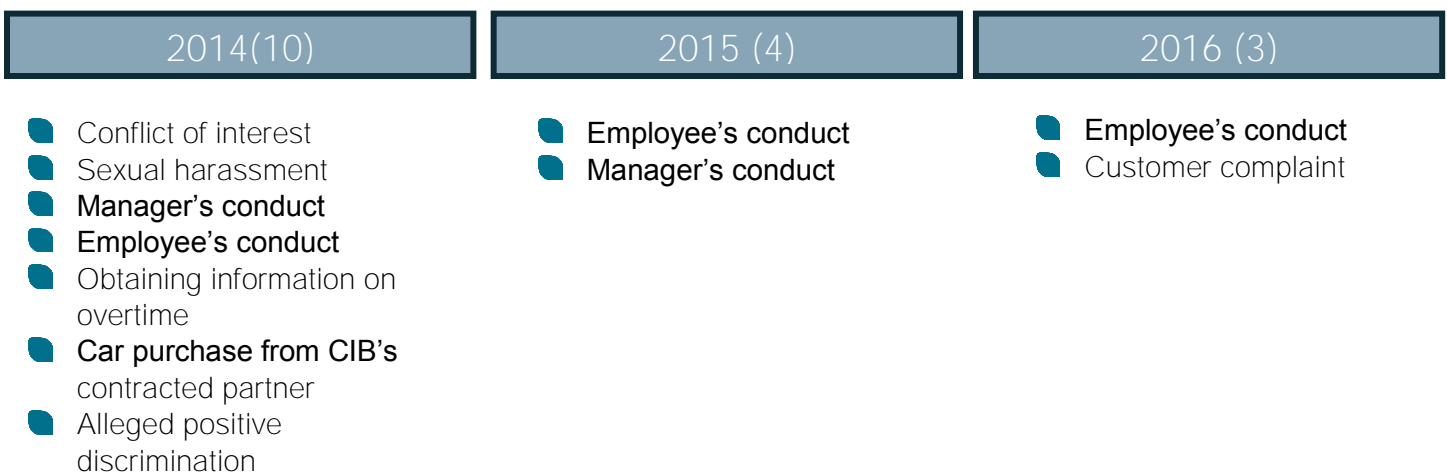 2014(10)
Conflict of interest
Sexual harassment
Manager’s conduct
Employee’s conduct
Obtaining information on
overtime
Car purchase from CIB’s
contracted partner
Alleged positive
discrimination
2015 (4)
Employee’s conduct
Manager’s conduct
2016 (3)
Employee’s conduct
Customer complaint